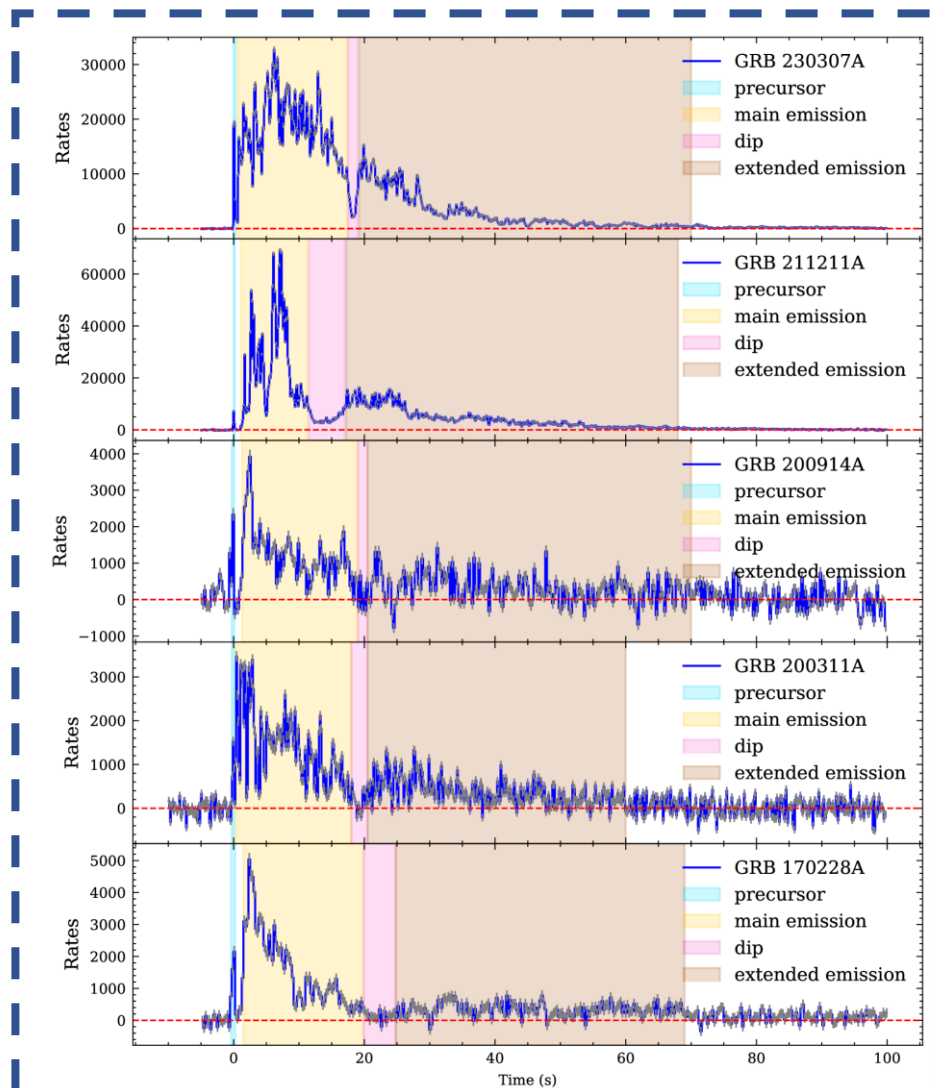 GRB 230307A
precursor
main emission
dip
extended emission
Rates
30000
20000
10000
0
GRB 211211A
precursor
main emission
dip
extended emission
Rates
60000
40000
20000
0
GRB 200914A
precursor
main emission
dip
extended emission
Rates
4000
3000
2000
1000
0
−1000
GRB 200311A
precursor
main emission
dip
extended emission
Rates
3000
2000
1000
0
GRB 170228A
precursor
main emission
dip
extended emission
Rates
5000
4000
3000
2000
1000
0
0 20 40 60 80 100
Time (s)